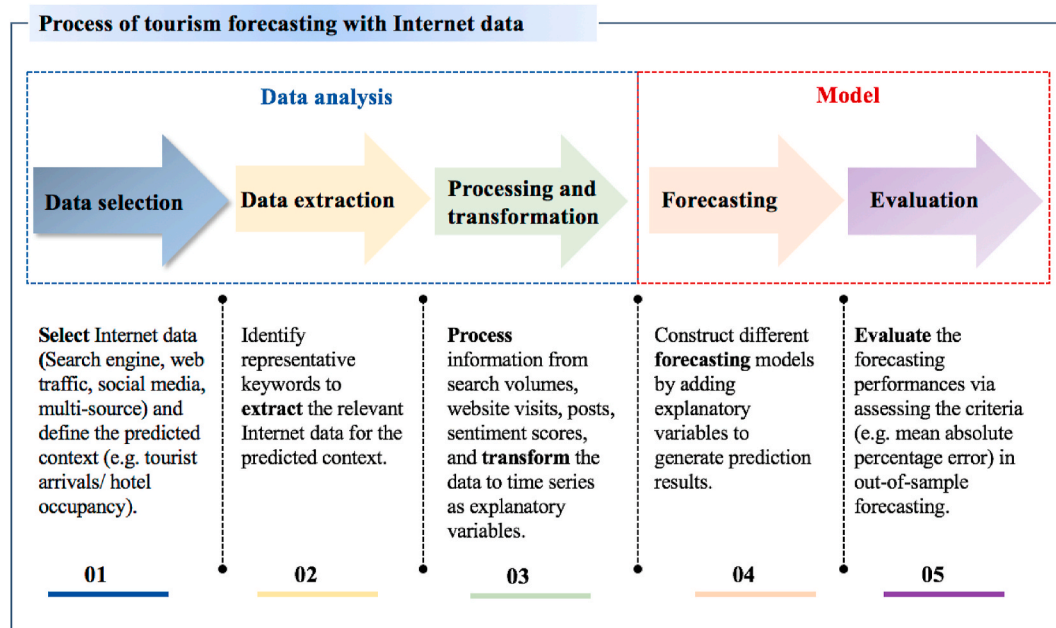 Process of tourism forecasting with Internet data
Data analysis
Model
Data selection
Data extraction
Processing and
transformation
Forecasting
Evaluation
Select Internet data
(Search engine, web
traffic, social media,
multi-source) and
define the predicted
context (e.g. tourist
arrivals/ hotel
occupancy).
Identify
representative
keywords to
extract the relevant
Internet data for the
predicted context.
Process
information from
search volumes,
website visits, posts,
sentiment scores,
and transform the
data to time series
as explanatory
variables.
Construct different
forecasting models
by adding
explanatory
variables to
generate prediction
results.
Evaluate the
forecasting
performances via
assessing the criteria
(e.g. mean absolute
percentage error) in
out-of-sample
forecasting.
01
02
03
04
05